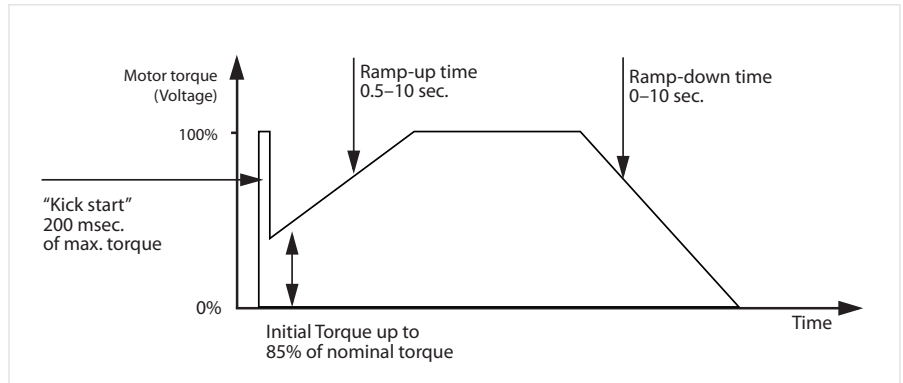 Motor torque
(Voltage)
100%
Ramp-up time
0.5–10 sec.
Ramp-down time
0–10 sec.
“Kick start”
200 msec.
of max. torque
0%
Time
Initial Torque up to
85% of nominal torque